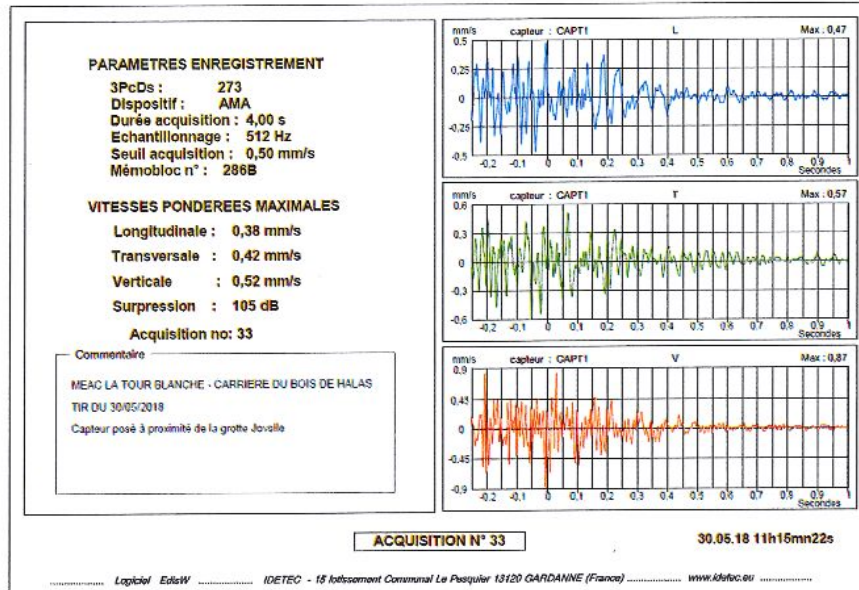 PARAMETRES ENREGISTREMENT
3PcDs : 273
Dispositif : AMA
Durée acquisition : 4,00 s
Echantillonnage : 512 Hz
Seuil acquisition : 0,50 mm/s
Mémobloc n° : 286B
VITESSES PONDEREES MAXIMALES
Longitudinale : 0,38 mm/s
Transversale : 0,42 mm/s
Verticale : 0,52 mm/s
Surpression : 105 dB
Acquisition no: 33
Commentaire
MEAC LA TOUR BLANCHE - CARRIERE DU BOIS DE HALAS
TIR DU 30/05/2018
Capteur posé à proximité de la grotte Jovelle
mm/s capteur : CAPT1 L Max : 0,47
0.5
0.25
0
-0.25
-0.5
-0,2 -0,1 0 0,1 0,2 0,3 0,4 0,5 0,6 0,7 0,8 0,9 1
Secondes
mm/s capteur : CAPT1 T Max : 0,57
0.6
0.3
0
-0.3
-0.6
-0.2 -0.1 0 0.1 0.2 0.3 0.4 0.5 0.6 0.7 0.8 0.9 1
Secondes
mm/s capteur : CAPT1 V Max : 0,87
0.9
0.45
0
-0.45
-0.9
-0.2 -0.1 0 0.1 0.2 0.3 0.4 0.5 0.6 0.7 0.8 0.9 1
Secondes
ACQUISITION N° 33 30.05.18 11h15mn22s
Logiciel EdisW IDETEC - 15 lotissement Communal Le Pesquier 13120 GARDANNE (France) www.idetec.eu